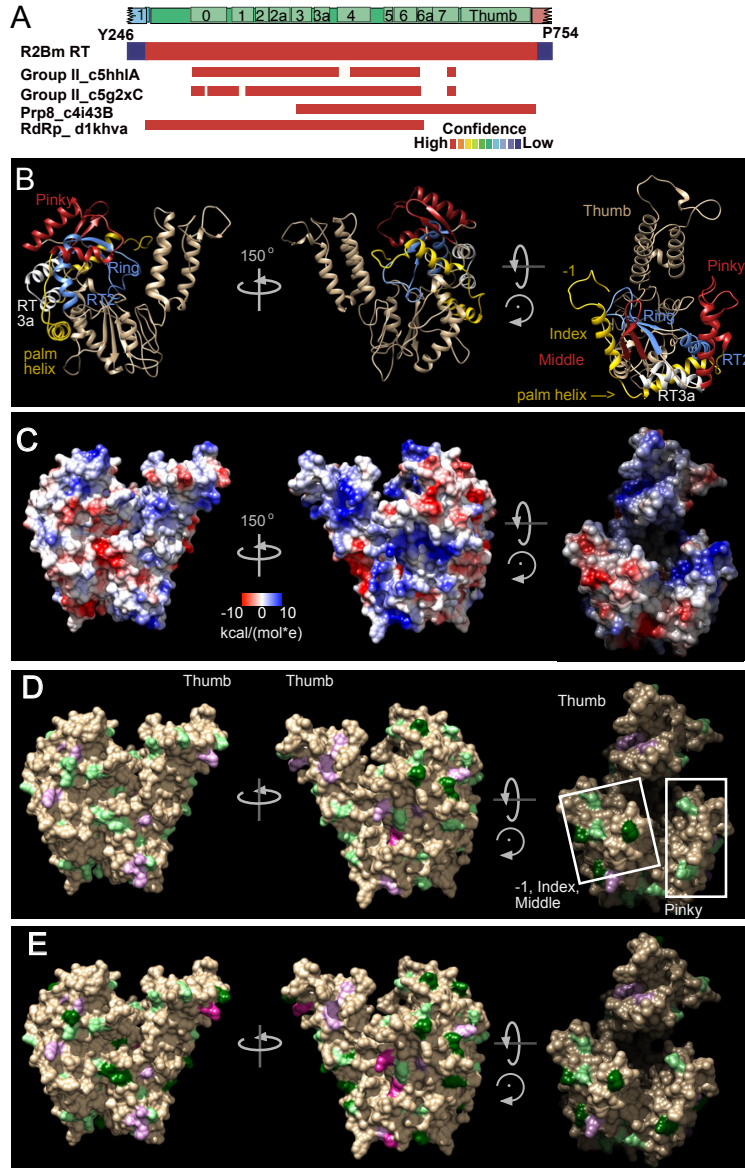 A
-1 0 1 2 2a 3 3a 4 5 6 6a 7 Thumb
Y246
P754
R2Bm RT
Group II_c5hhlA
Group II_c5g2xC
Prp8_c4i43B
RdRp_ d1khva
Confidence
High Low
B
Pinky
Ring
RT2
RT
3a
palm
helix
150°
Thumb
-1
Pinky
Ring
Index
Middle
RT2
RT3a
palm helix —>
C
150°
-10 0 10
kcal/(mol*e)
D
Thumb
Thumb
Thumb
-1, Index,
Middle
Pinky
E